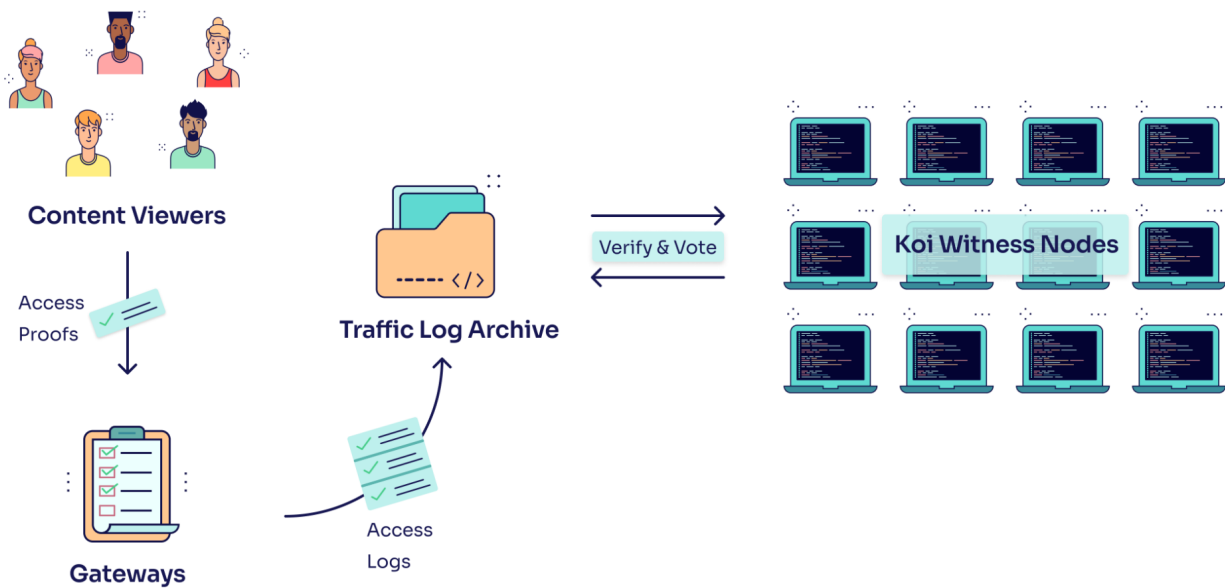 Content Viewers
Access
Proofs
Gateways
Access
Logs
</>
Traffic Log Archive
Verify & Vote
Koi Witness Nodes